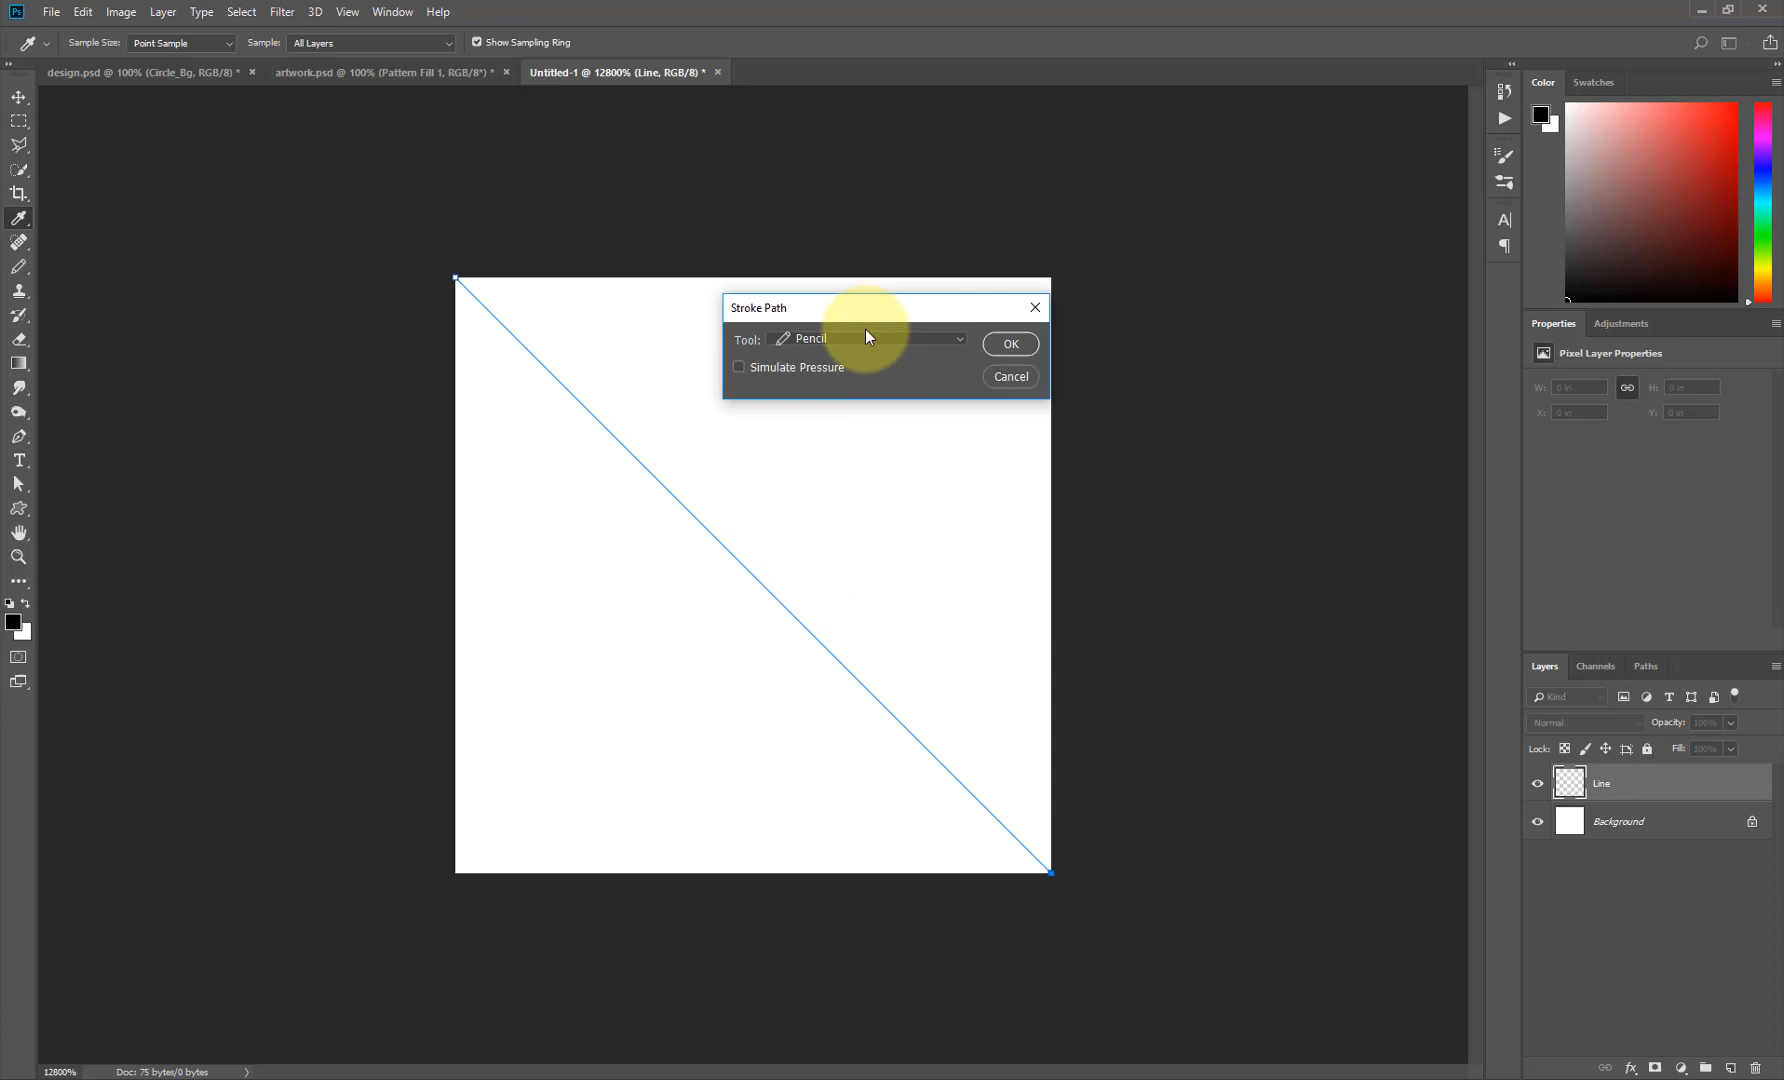 Ps File Edit Image Layer Type Select Filter 3D View Window Help
Sample Size: Point Sample Sample: All Layers Show Sampling Ring
design.psd @ 100% (Circle_Bg, RGB/8) * artwork.psd @ 100% (Pattern Fill 1, RGB/8*) * Untitled-1 @ 12800% (Line, RGB/8) *
Color Swatches
Stroke Path
Tool: Pencil
OK
Simulate Pressure
Cancel
Properties Adjustments
Pixel Layer Properties
W: 0 in H: 0 in
X: 0 in Y: 0 in
Layers Channels Paths
Kind
Normal Opacity: 100%
Lock: Fill: 100%
Line
Background
12800% Doc: 75 bytes/0 bytes